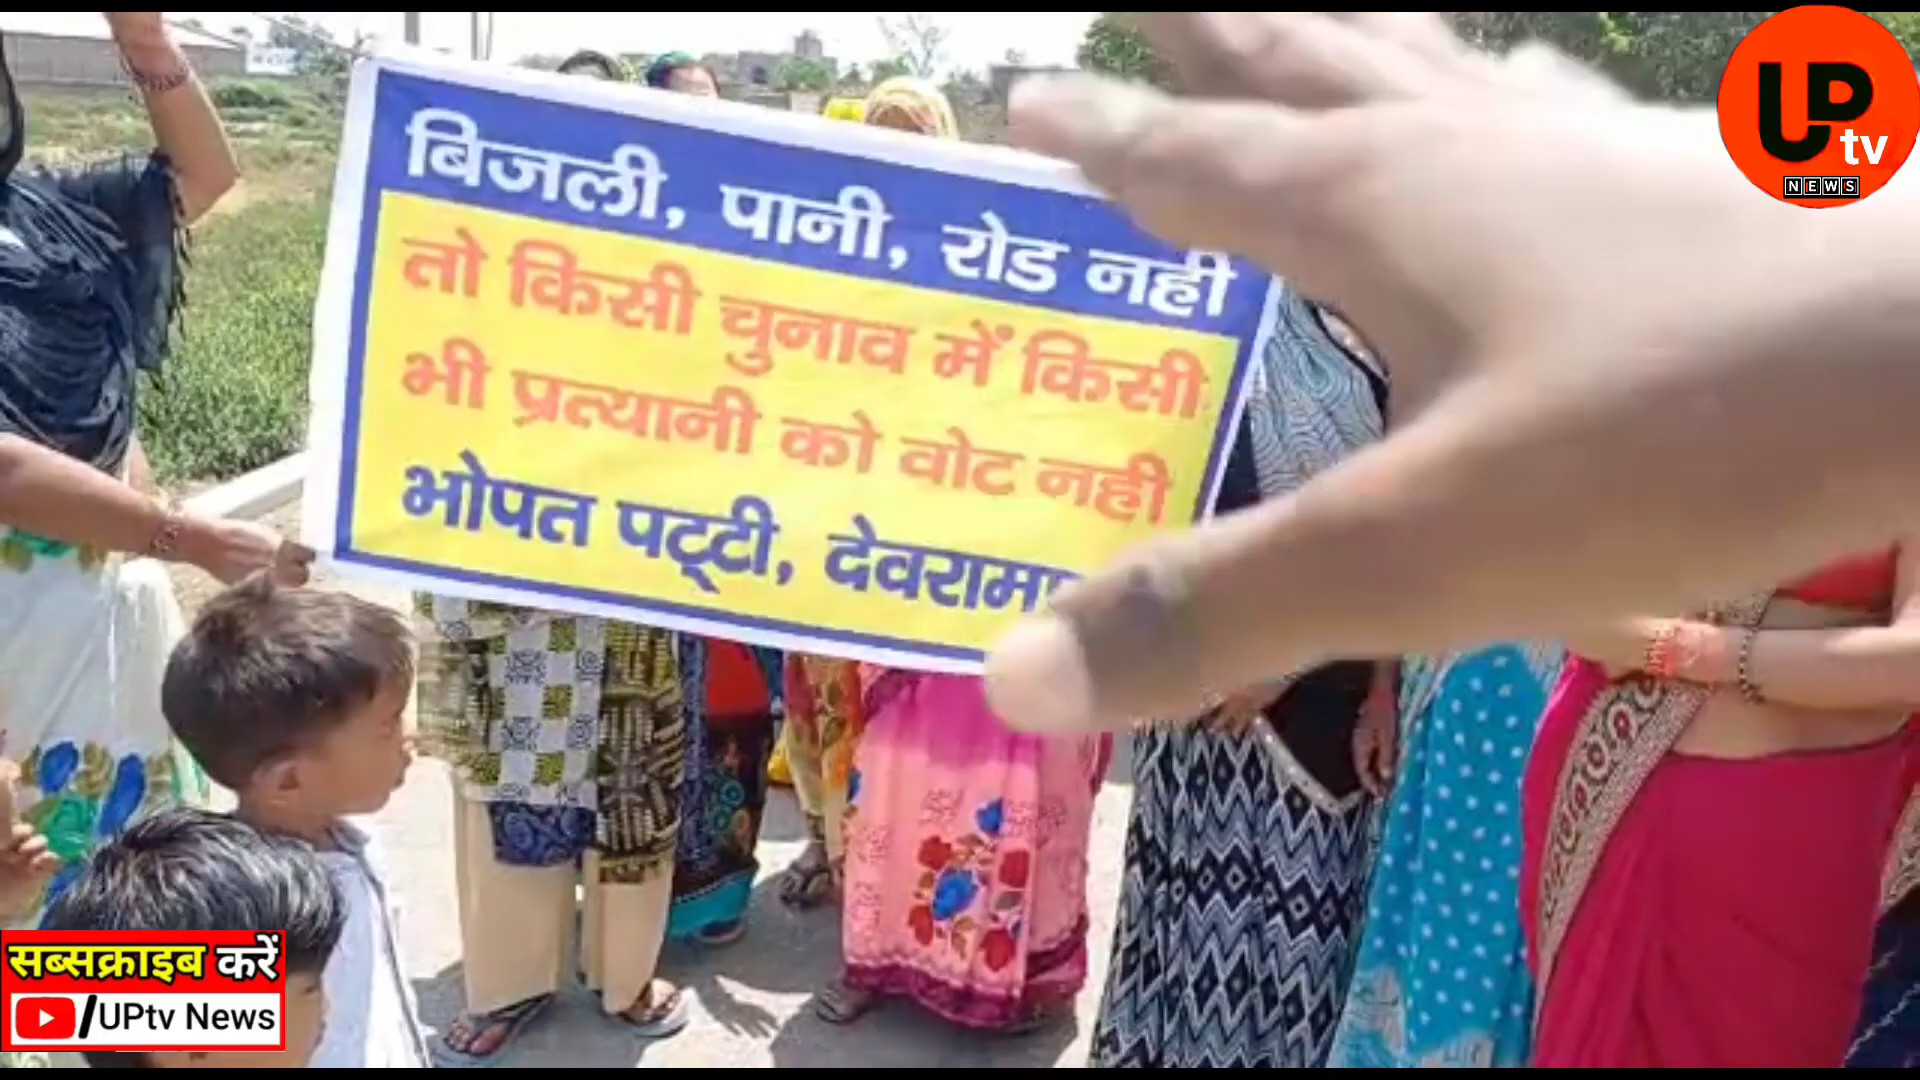 बिजली, पानी, रोड नही
तो किसी चुनाव में किसी
भी प्रत्यानी को वोट नही
भोपत पट्टी,
UP
tv
NEWS
सब्सक्राइब करें
/UPtv News